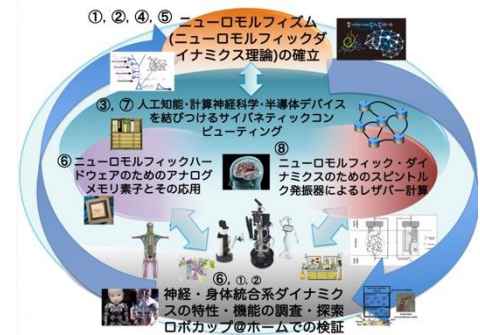 ①, ②, ④, ⑤
ニューロモルフィズム
(ニューロモルフィックダ
イナミクス理論)の確立
③, ⑦ 人工知能・計算神経科学・半導体デバイス
を結びつけるサイバネティックコン
ピューティング
⑥ ニューロモルフィックハー
ドウェアのためのアナログ
メモリ素子とその応用
⑧
ニューロモルフィック・ダイ
ナミクスのためのスピントル
ク発振器によるレザバー計算
⑥, ①, ②
神経・身体統合系ダイナミク
スの特性・機能の調査・探索
ロボカップ@ホームでの検証